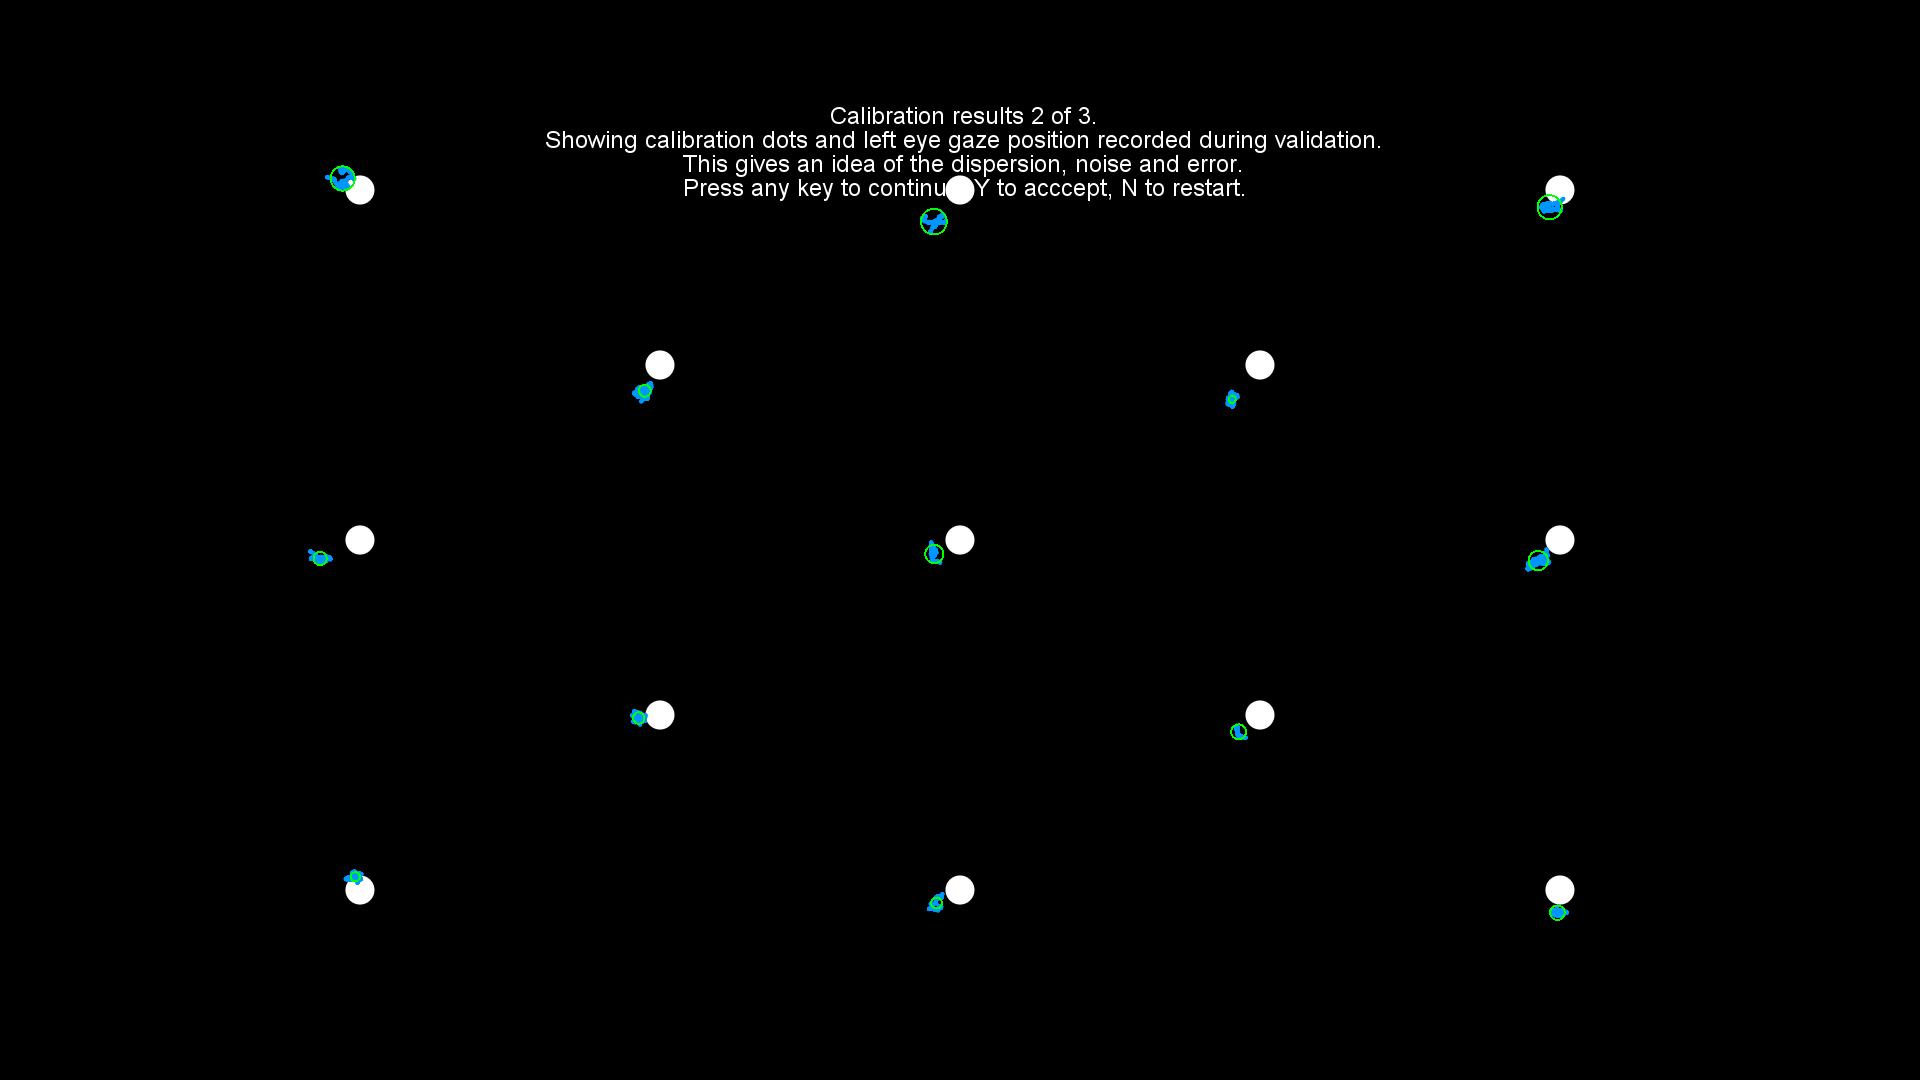 Calibration results 2 of 3.
Showing calibration dots and left eye gaze position recorded during validation.
This gives an idea of the dispersion, noise and error.
Press any key to continu Y to acccept, N to restart.